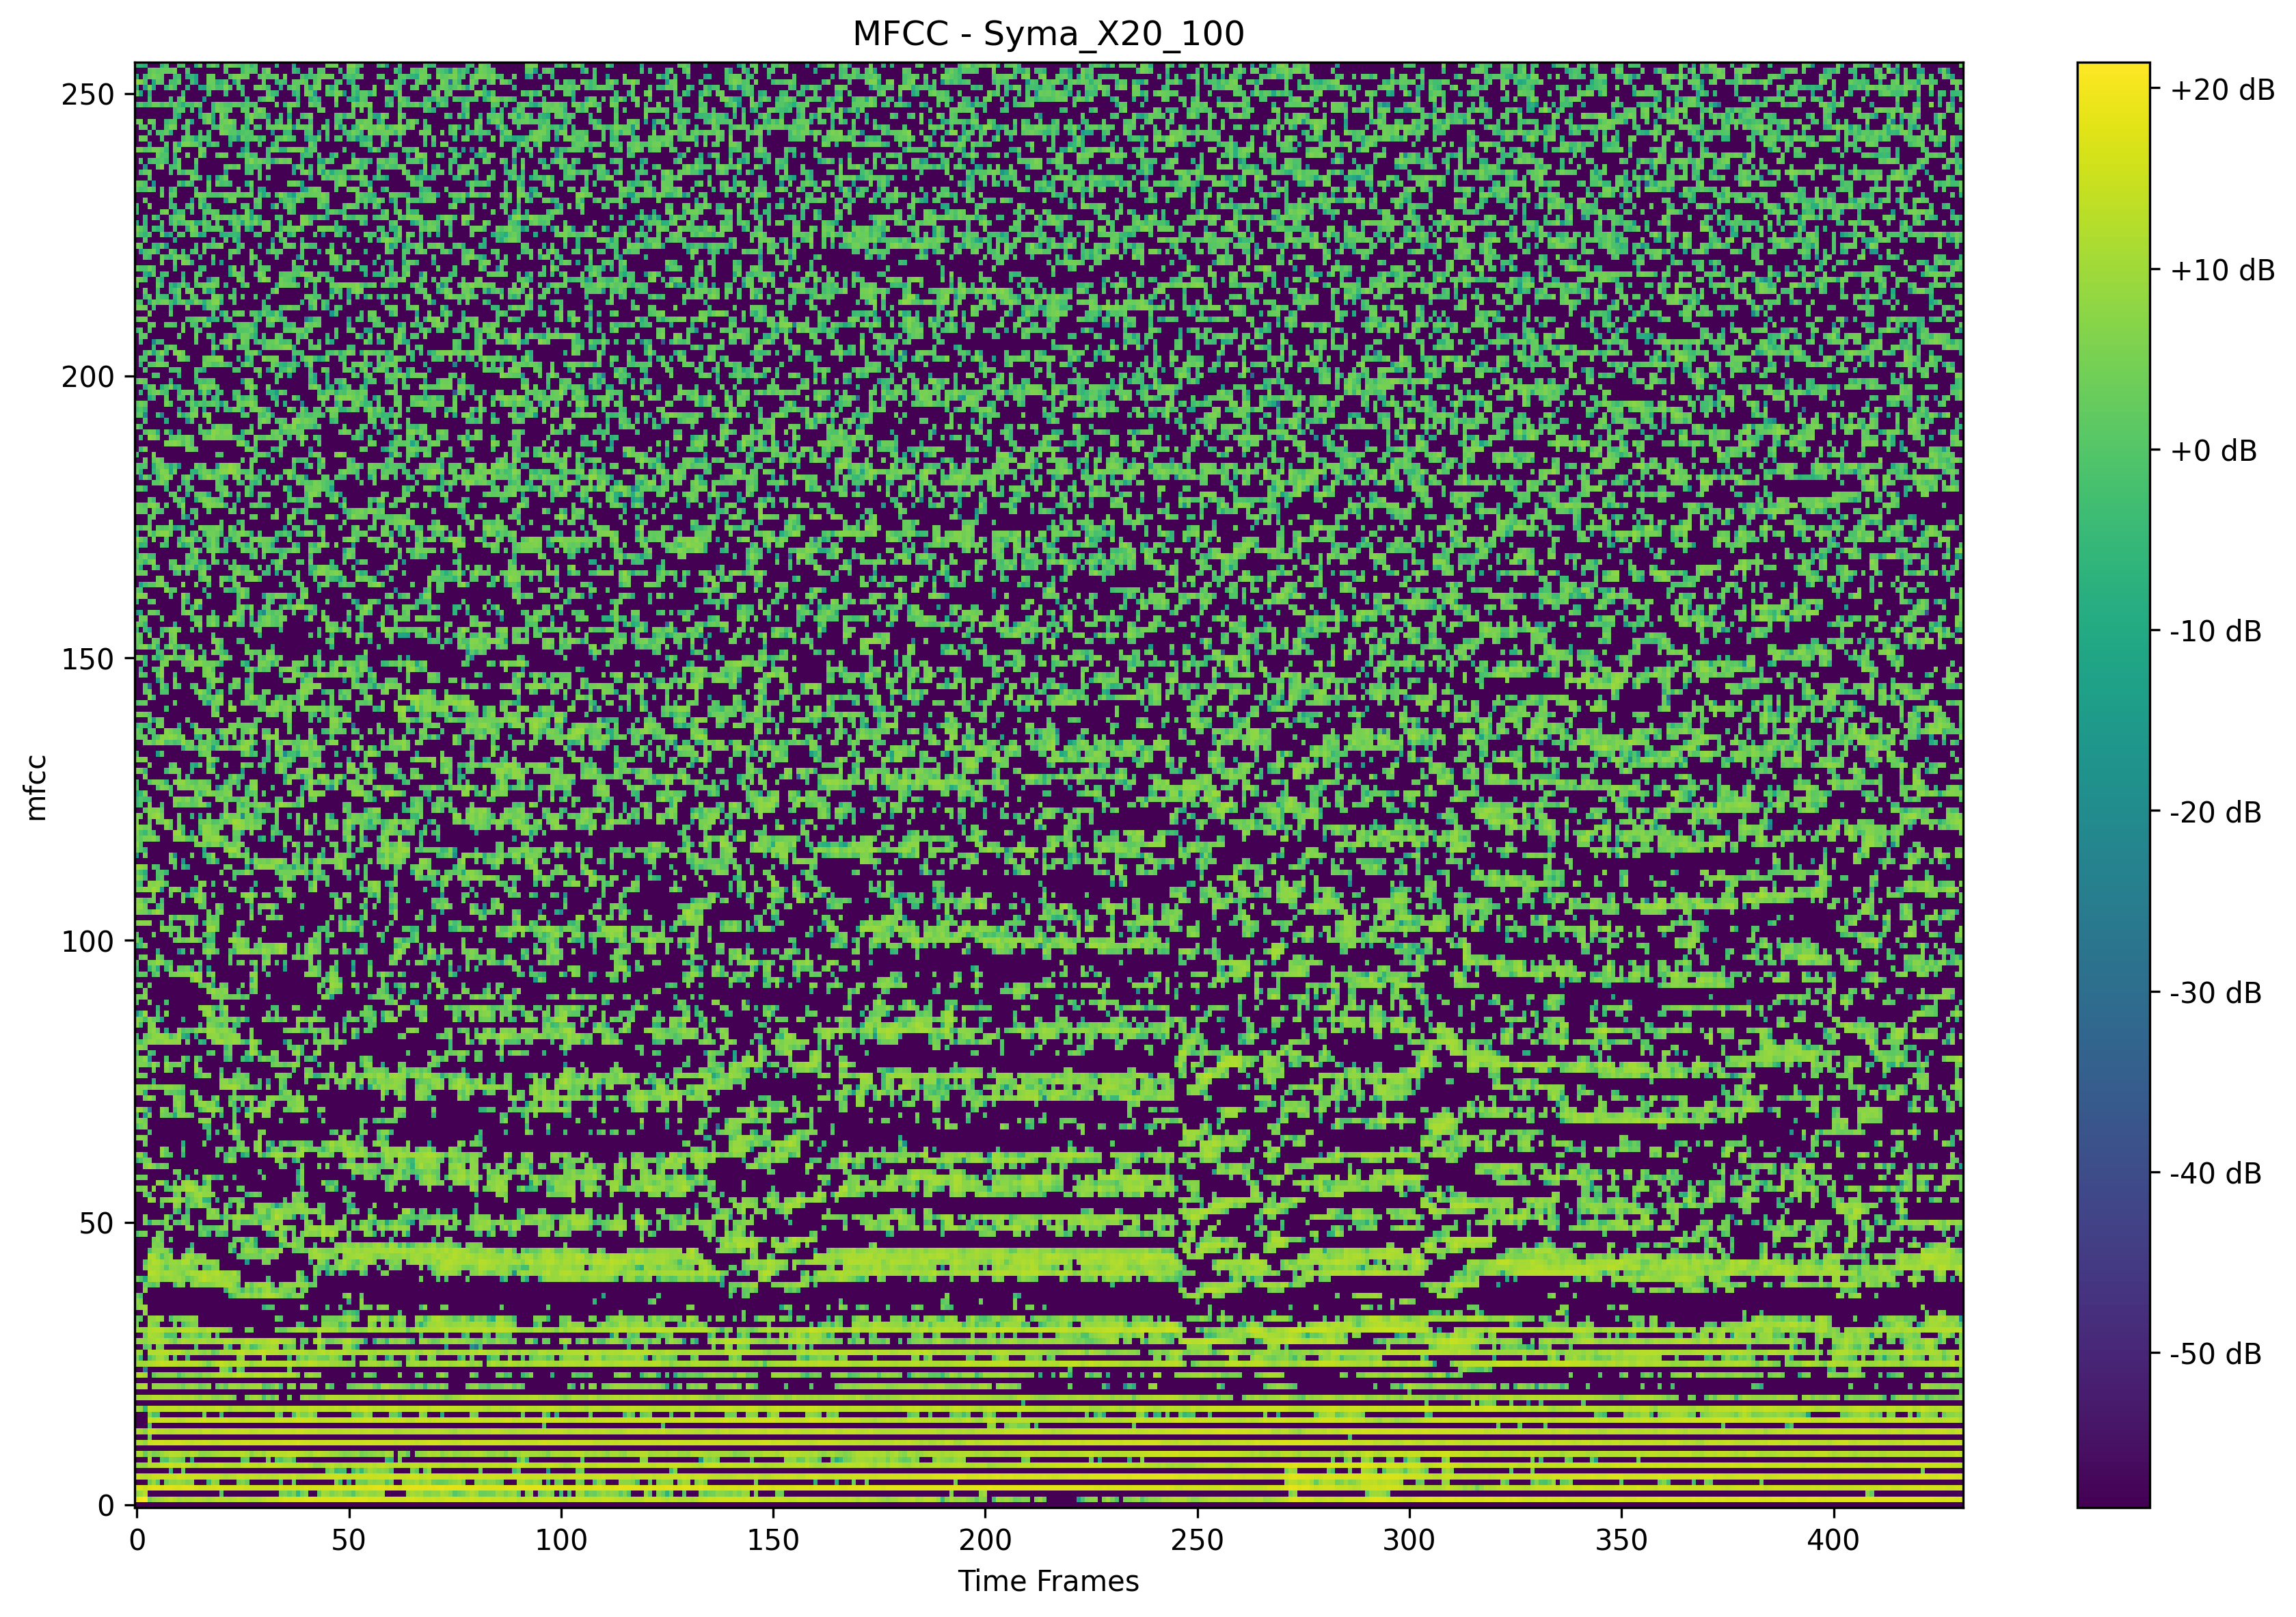 MFCC - Syma_X20_100
250
200
150
100
50
0
mfcc
0 50 100 150 200 250 300 350 400
Time Frames
+20 dB
+10 dB
+0 dB
-10 dB
-20 dB
-30 dB
-40 dB
-50 dB